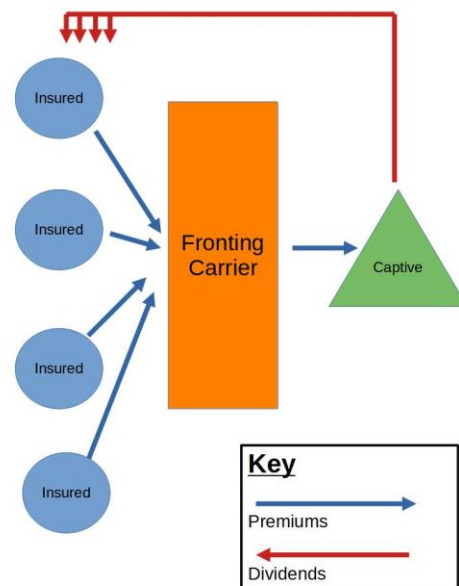 Insured
Insured
Fronting
Carrier
Captive
Insured
Insured
Key
Premiums
Dividends